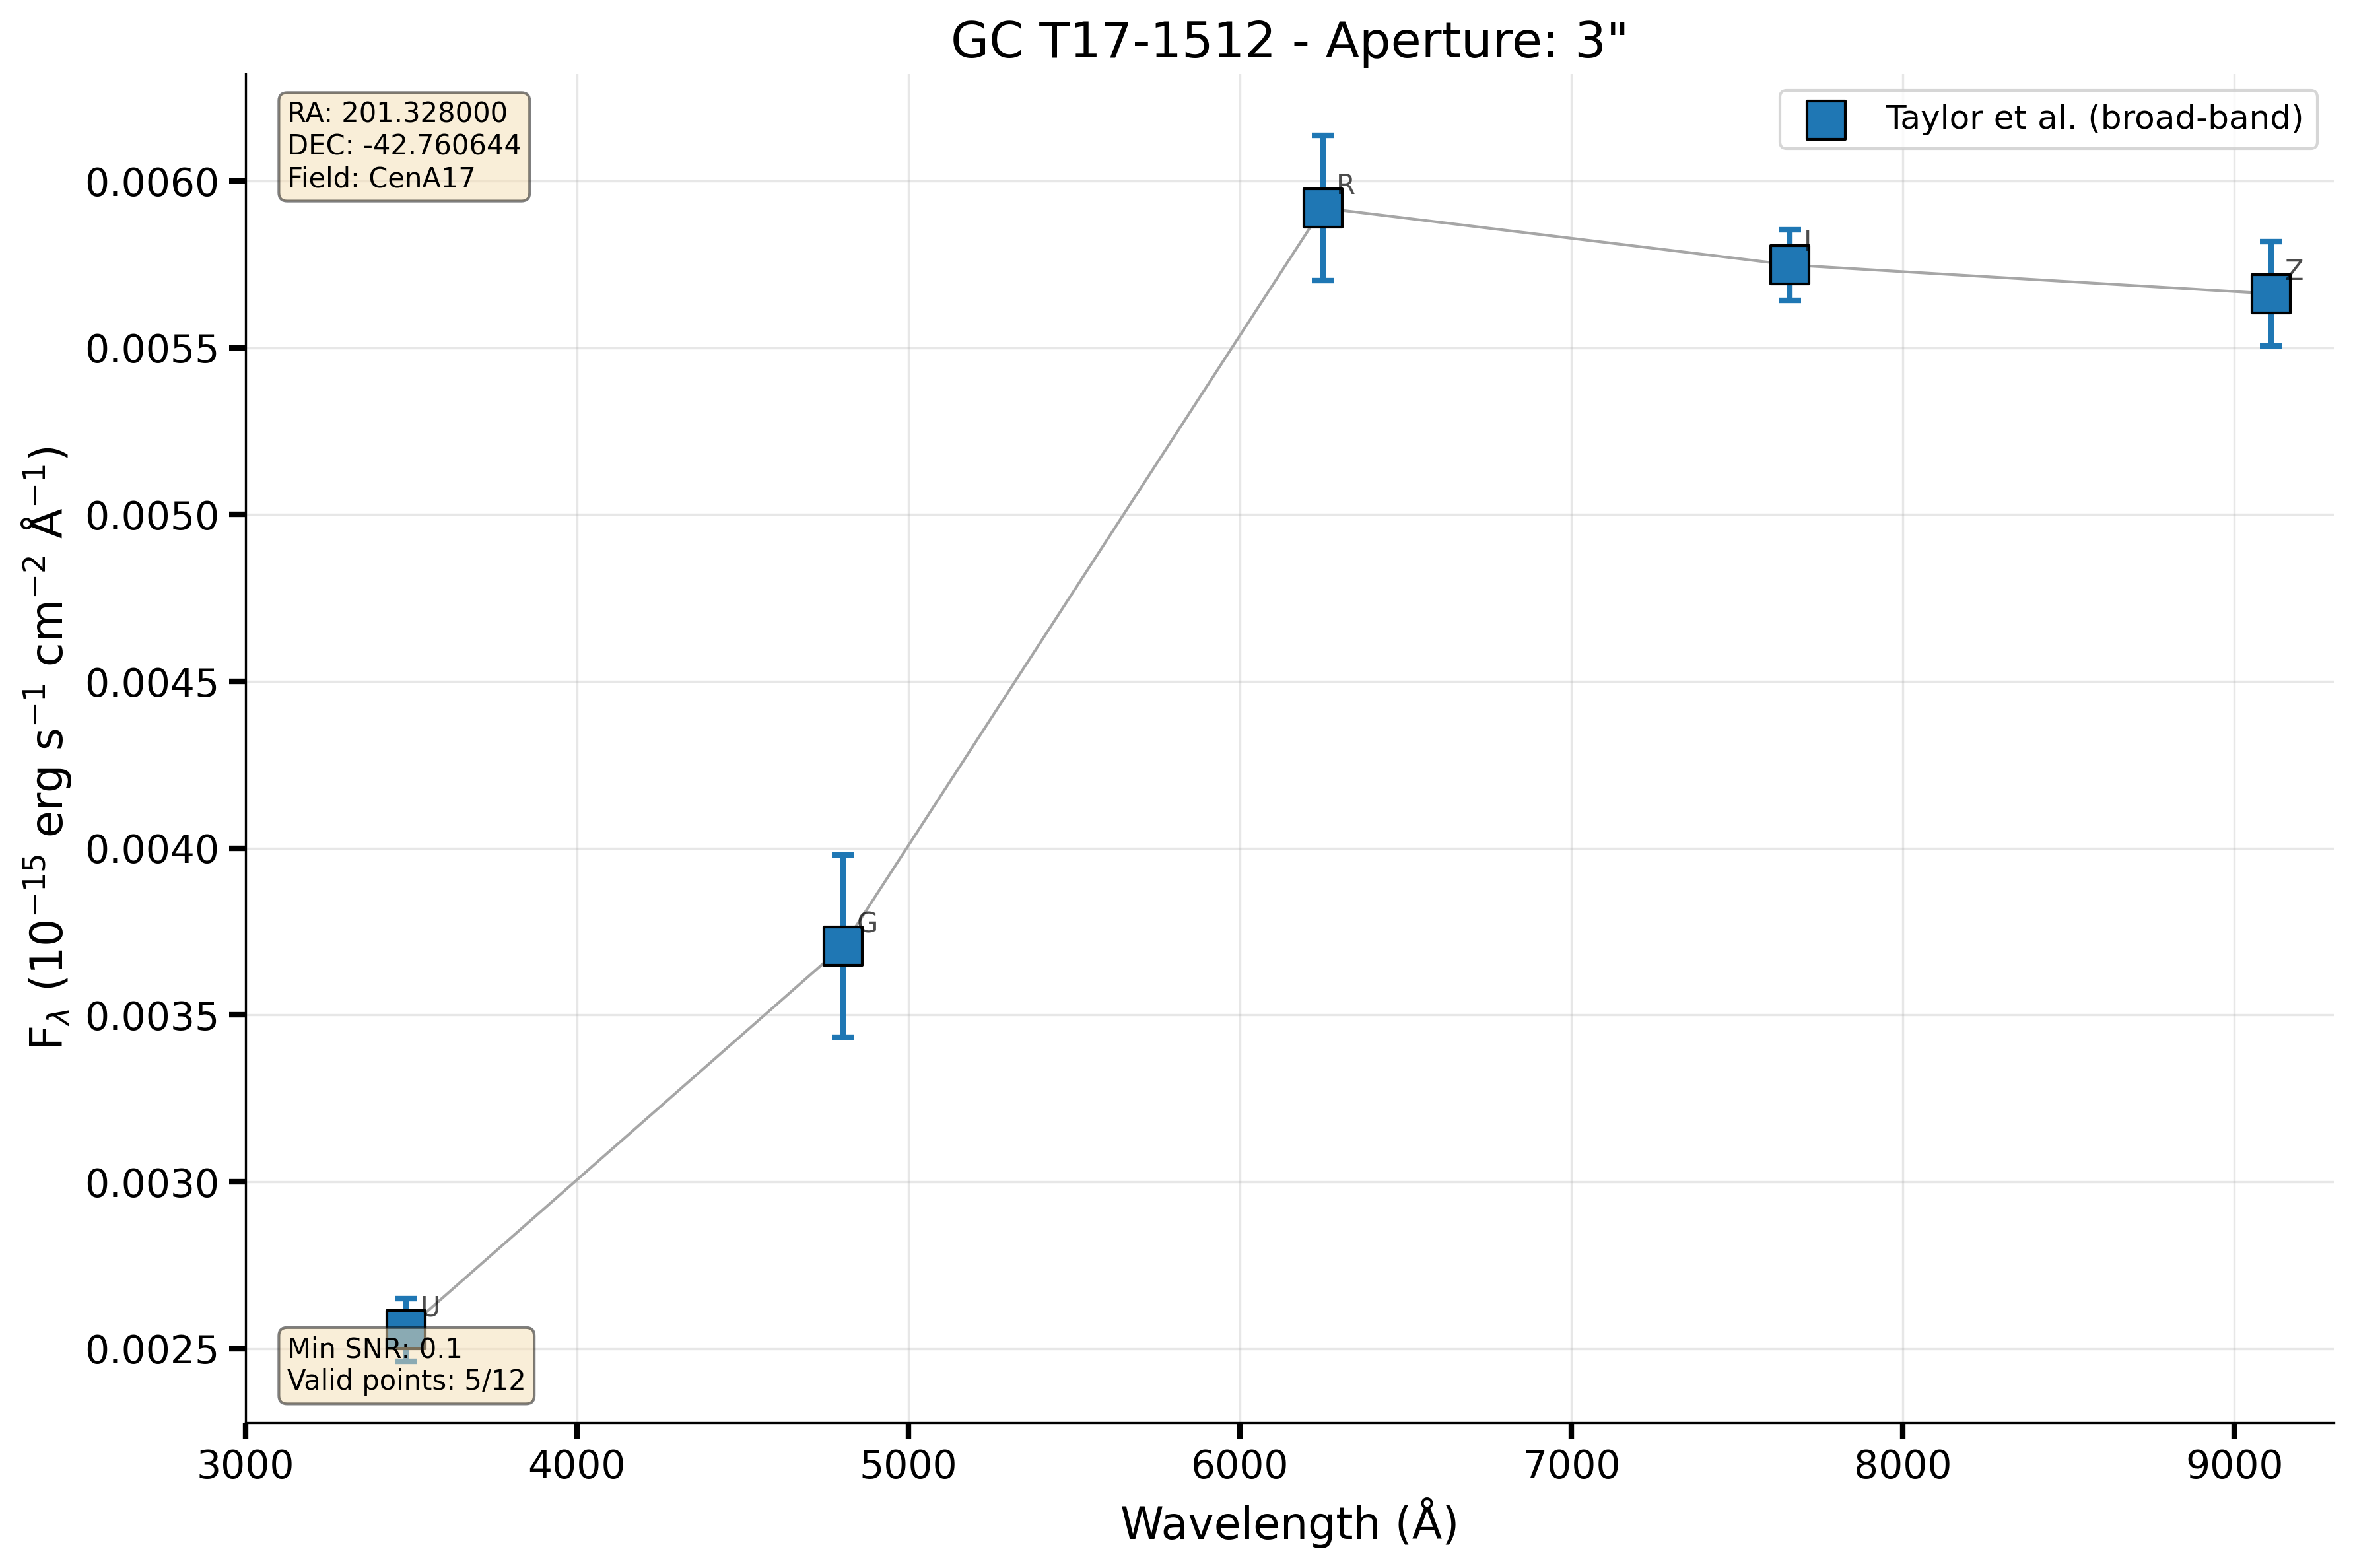 GC T17-1512 - Aperture: 3"
RA: 201.328000
DEC: -42.760644
Field: CenA17
Taylor et al. (broad-band)
R
I
Z
G
U
0.0060
0.0055
0.0050
0.0045
0.0040
0.0035
0.0030
0.0025
F_λ (10⁻¹⁵ erg s⁻¹ cm⁻² Å⁻¹)
Min SNR: 0.1
Valid points: 5/12
3000 4000 5000 6000 7000 8000 9000
Wavelength (Å)